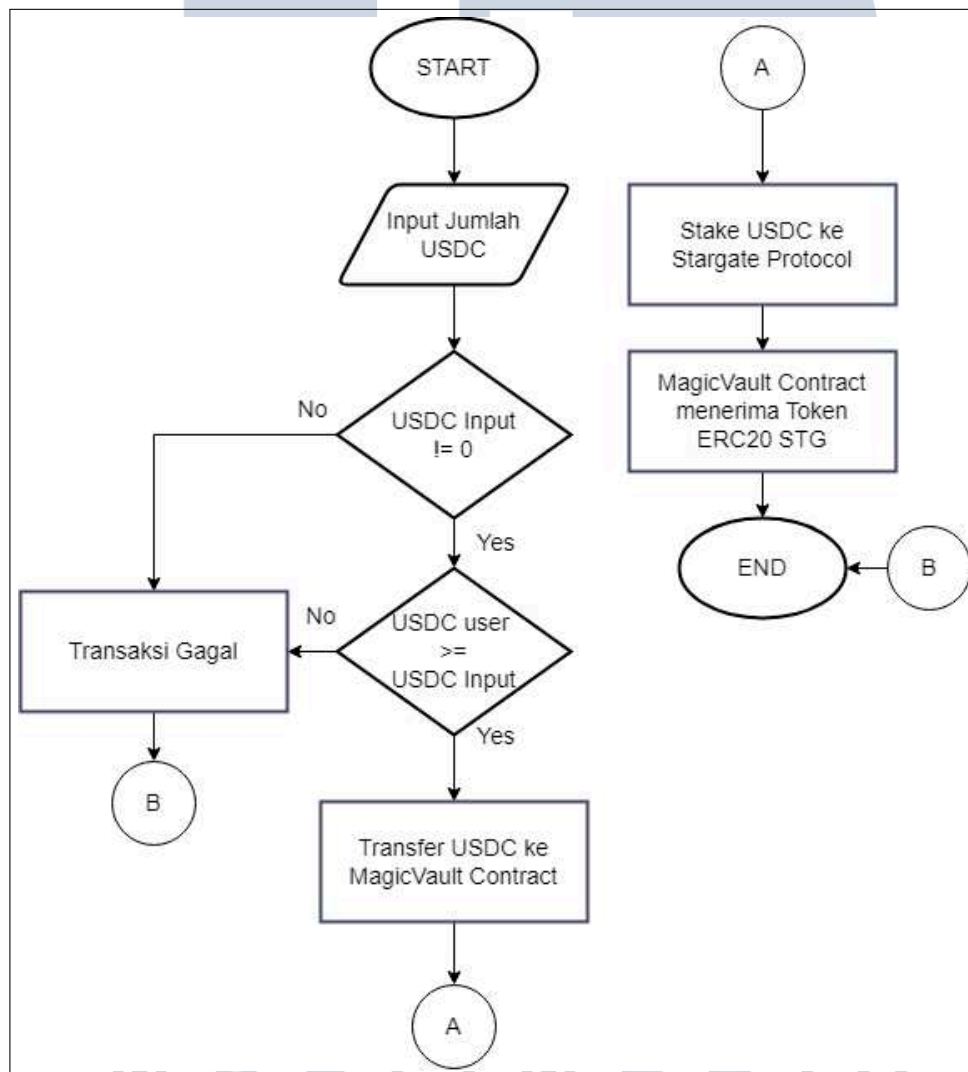 START
Input Jumlah
USDC
USDC Input
!= 0
No
Yes
USDC user
>=
USDC Input
No
Yes
Transaksi Gagal
B
Transfer USDC ke
MagicVault Contract
A
A
Stake USDC ke
Stargate Protocol
MagicVault Contract
menerima Token
ERC20 STG
END
B